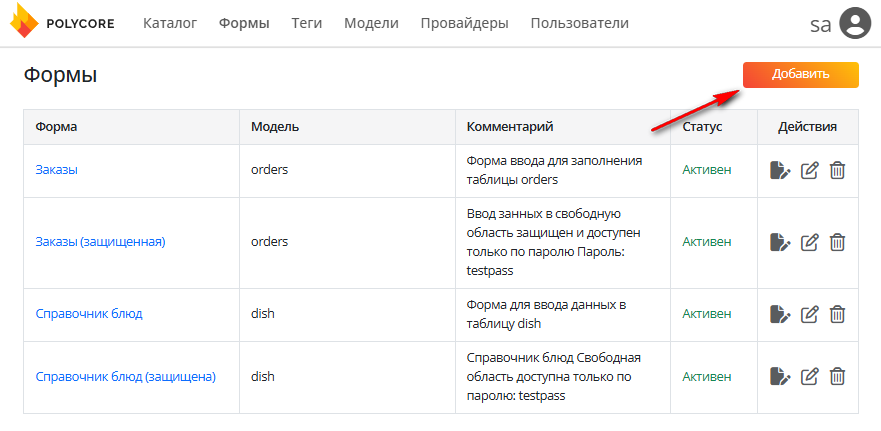 POLYCORE Каталог Формы Теги Модели Провайдеры Пользователи sa
Формы
Добавить
Форма Модель Комментарий Статус Действия
Заказы orders Форма ввода для заполнения Активен
таблицы orders
Заказы (защищенная) orders Ввод занных в свободную Активен
область защищен и доступен
только по паролю Пароль:
testpass
Справочник блюд dish Форма для ввода данных в Активен
таблицу dish
Справочник блюд (защищена) dish Справочник блюд Свободная Активен
область доступна только по
паролю: testpass